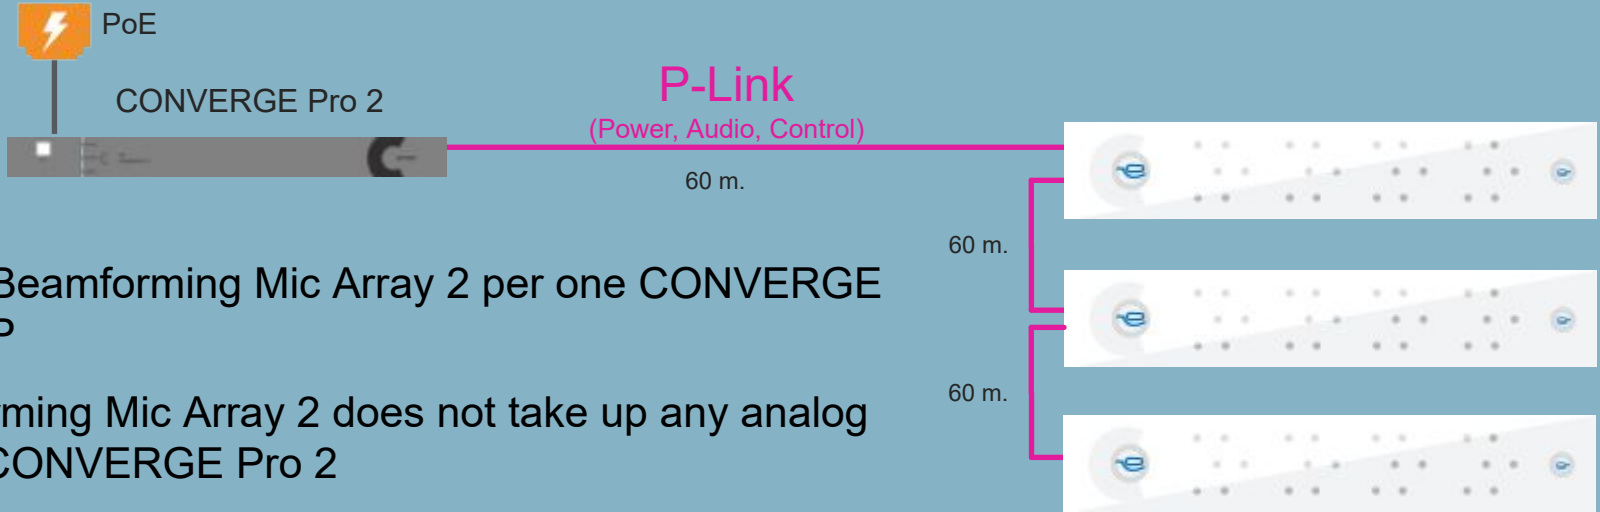 PoE
CONVERGE Pro 2
P-Link
(Power, Audio, Control)
60 m.
60 m.
Beamforming Mic Array 2 per one CONVERGE
P
rming Mic Array 2 does not take up any analog
60 m.
CONVERGE Pro 2